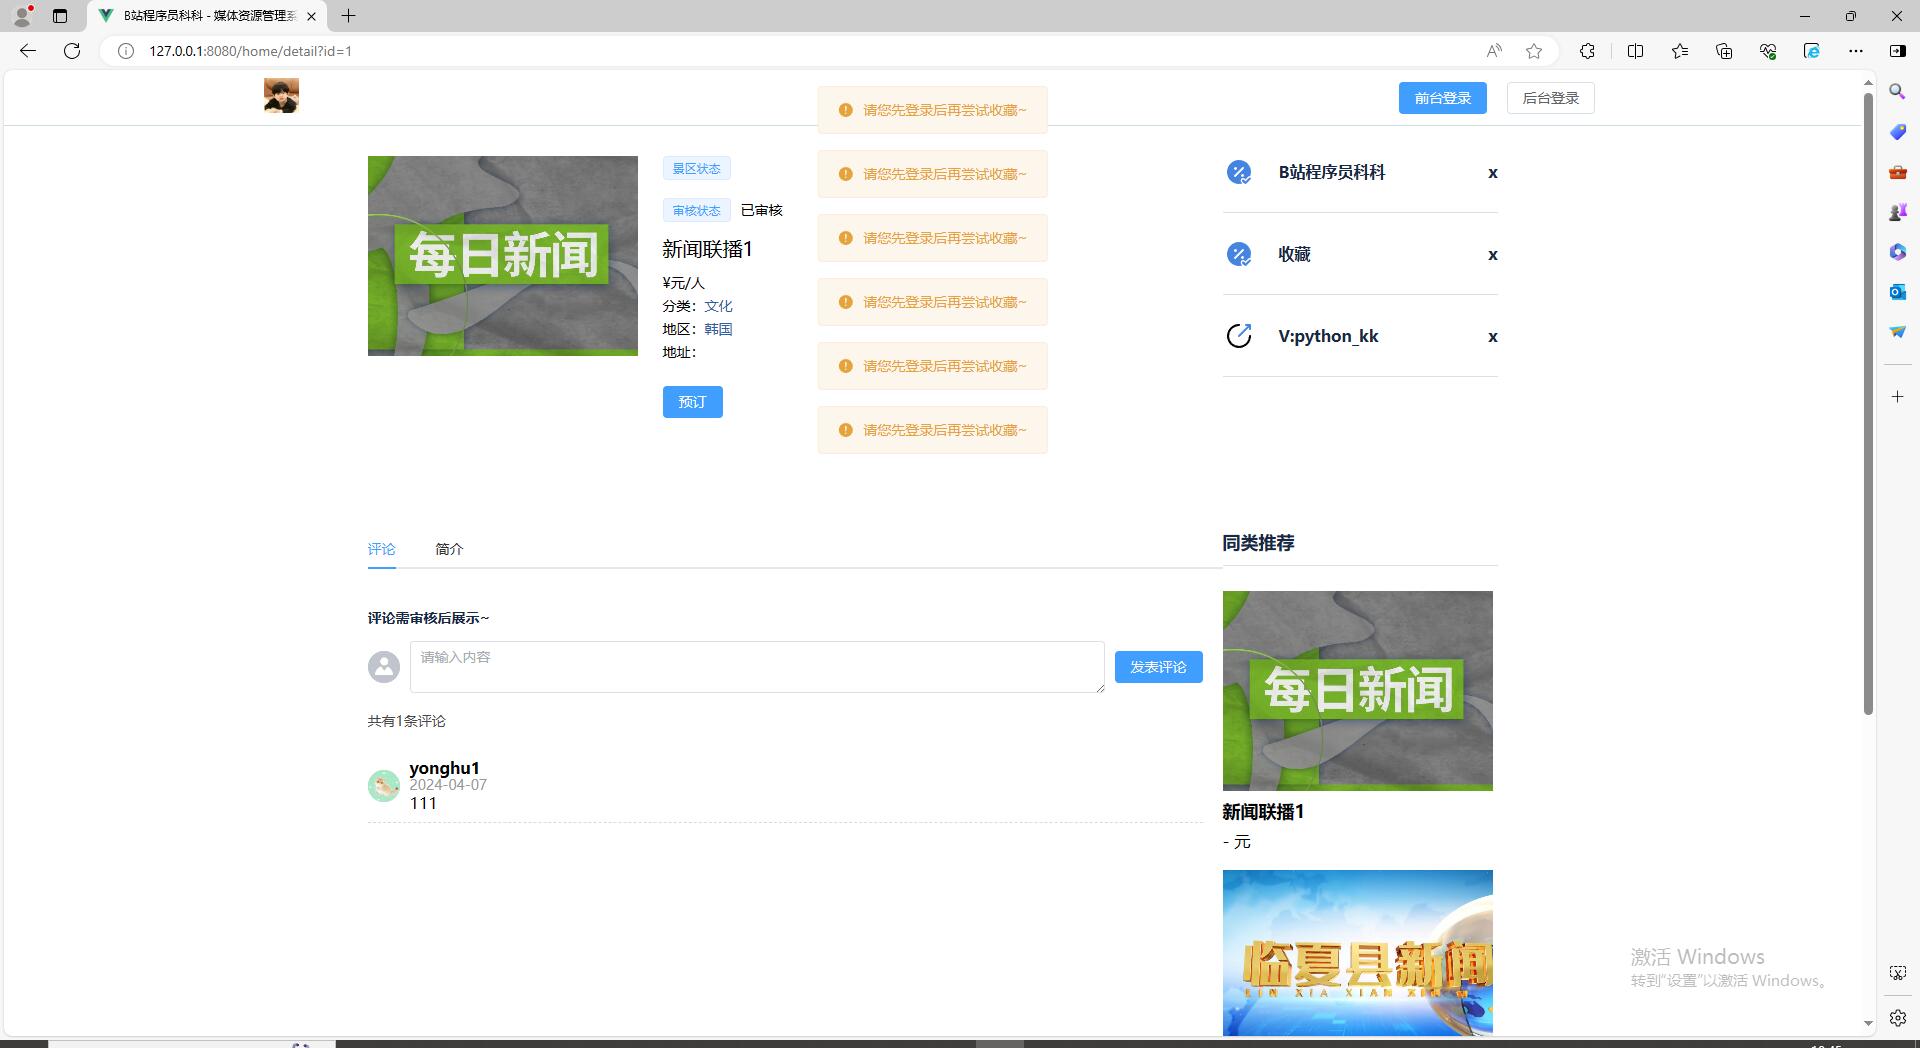 B站程序员科科 - 媒体资源管理系
127.0.0.1:8080/home/detail?id=1
请您先登录后再尝试收藏~
前台登录
后台登录
每日新闻
景区状态
审核状态 已审核
新闻联播1
¥元/人
分类：文化
地区：韩国
地址：
预订
请您先登录后再尝试收藏~
请您先登录后再尝试收藏~
请您先登录后再尝试收藏~
请您先登录后再尝试收藏~
请您先登录后再尝试收藏~
B站程序员科科 x
收藏 x
V:python_kk x
评论 简介
评论需审核后展示~
请输入内容
发表评论
共有1条评论
yonghu1
2024-04-07
111
同类推荐
每日新闻
新闻联播1
- 元
临夏县新闻
LIN XIA XIAN XIN W
激活 Windows
转到"设置"以激活 Windows。